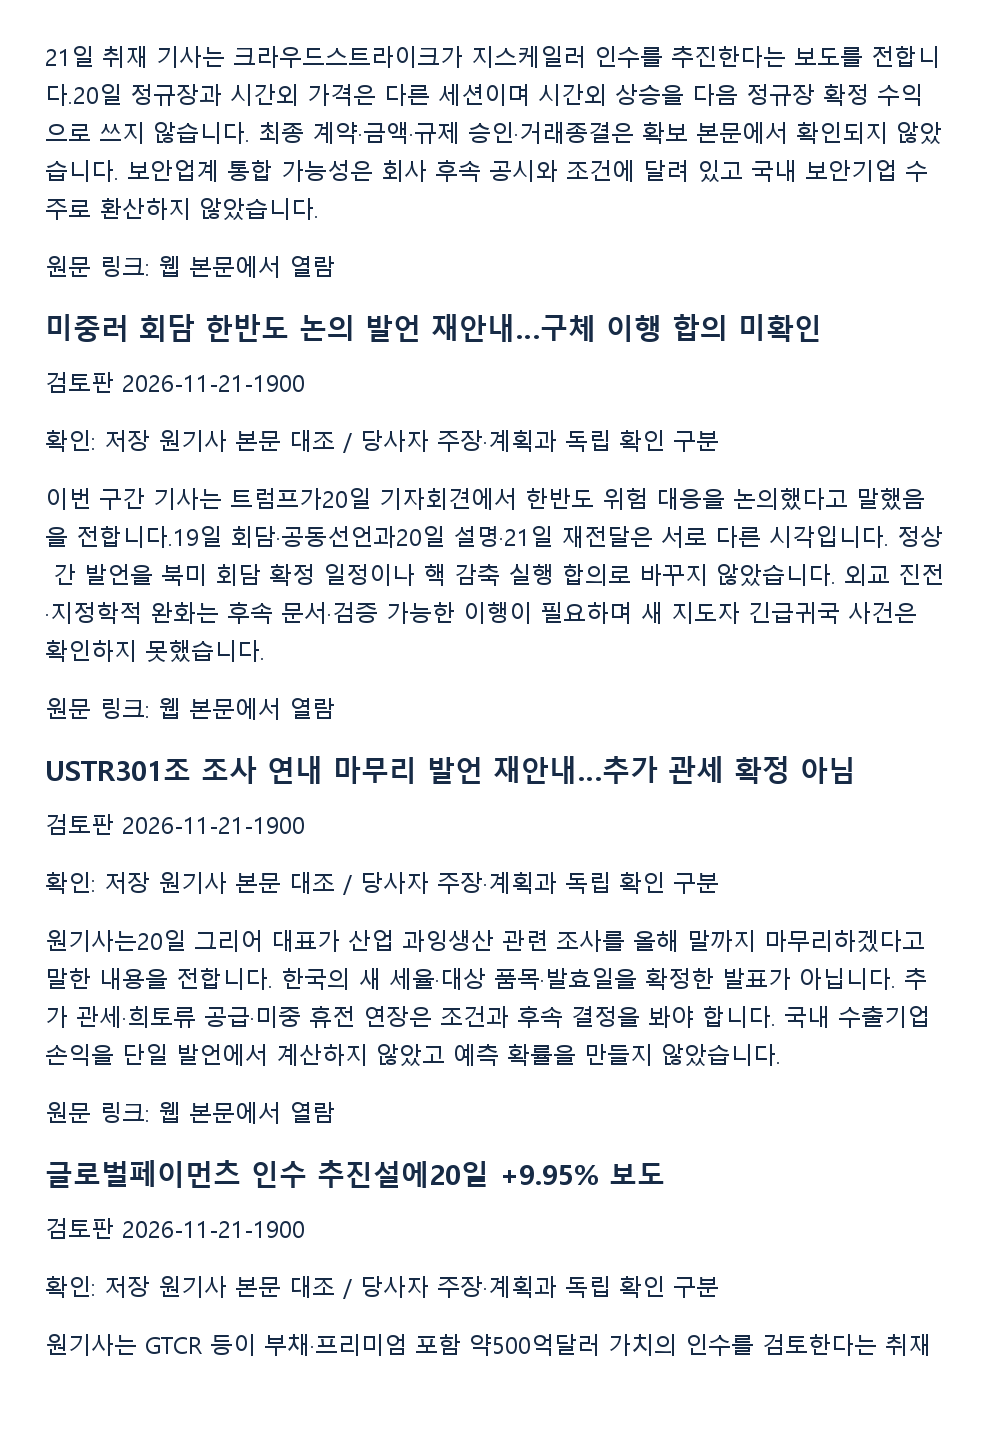 21일 취재 기사는 크라우드스트라이크가 지스케일러 인수를 추진한다는 보도를 전합니
다.20일 정규장과 시간외 가격은 다른 세션이며 시간외 상승을 다음 정규장 확정 수익
으로 쓰지 않습니다. 최종 계약·금액·규제 승인·거래종결은 확보 본문에서 확인되지 않았
습니다. 보안업계 통합 가능성은 회사 후속 공시와 조건에 달려 있고 국내 보안기업 수
주로 환산하지 않았습니다.
원문 링크: 웹 본문에서 열람
미중러 회담 한반도 논의 발언 재안내...구체 이행 합의 미확인
검토판 2026-11-21-1900
확인: 저장 원기사 본문 대조 / 당사자 주장·계획과 독립 확인 구분
이번 구간 기사는 트럼프가20일 기자회견에서 한반도 위험 대응을 논의했다고 말했음
을 전합니다.19일 회담·공동선언과20일 설명·21일 재전달은 서로 다른 시각입니다. 정상
간 발언을 북미 회담 확정 일정이나 핵 감축 실행 합의로 바꾸지 않았습니다. 외교 진전
·지정학적 완화는 후속 문서·검증 가능한 이행이 필요하며 새 지도자 긴급귀국 사건은
확인하지 못했습니다.
원문 링크: 웹 본문에서 열람
USTR301조 조사 연내 마무리 발언 재안내...추가 관세 확정 아님
검토판 2026-11-21-1900
확인: 저장 원기사 본문 대조 / 당사자 주장·계획과 독립 확인 구분
원기사는20일 그리어 대표가 산업 과잉생산 관련 조사를 올해 말까지 마무리하겠다고
말한 내용을 전합니다. 한국의 새 세율·대상 품목·발효일을 확정한 발표가 아닙니다. 추
가 관세·희토류 공급·미중 휴전 연장은 조건과 후속 결정을 봐야 합니다. 국내 수출기업
손익을 단일 발언에서 계산하지 않았고 예측 확률을 만들지 않았습니다.
원문 링크: 웹 본문에서 열람
글로벌페이먼츠 인수 추진설에20일 +9.95% 보도
검토판 2026-11-21-1900
확인: 저장 원기사 본문 대조 / 당사자 주장·계획과 독립 확인 구분
원기사는 GTCR 등이 부채·프리미엄 포함 약500억달러 가치의 인수를 검토한다는 취재